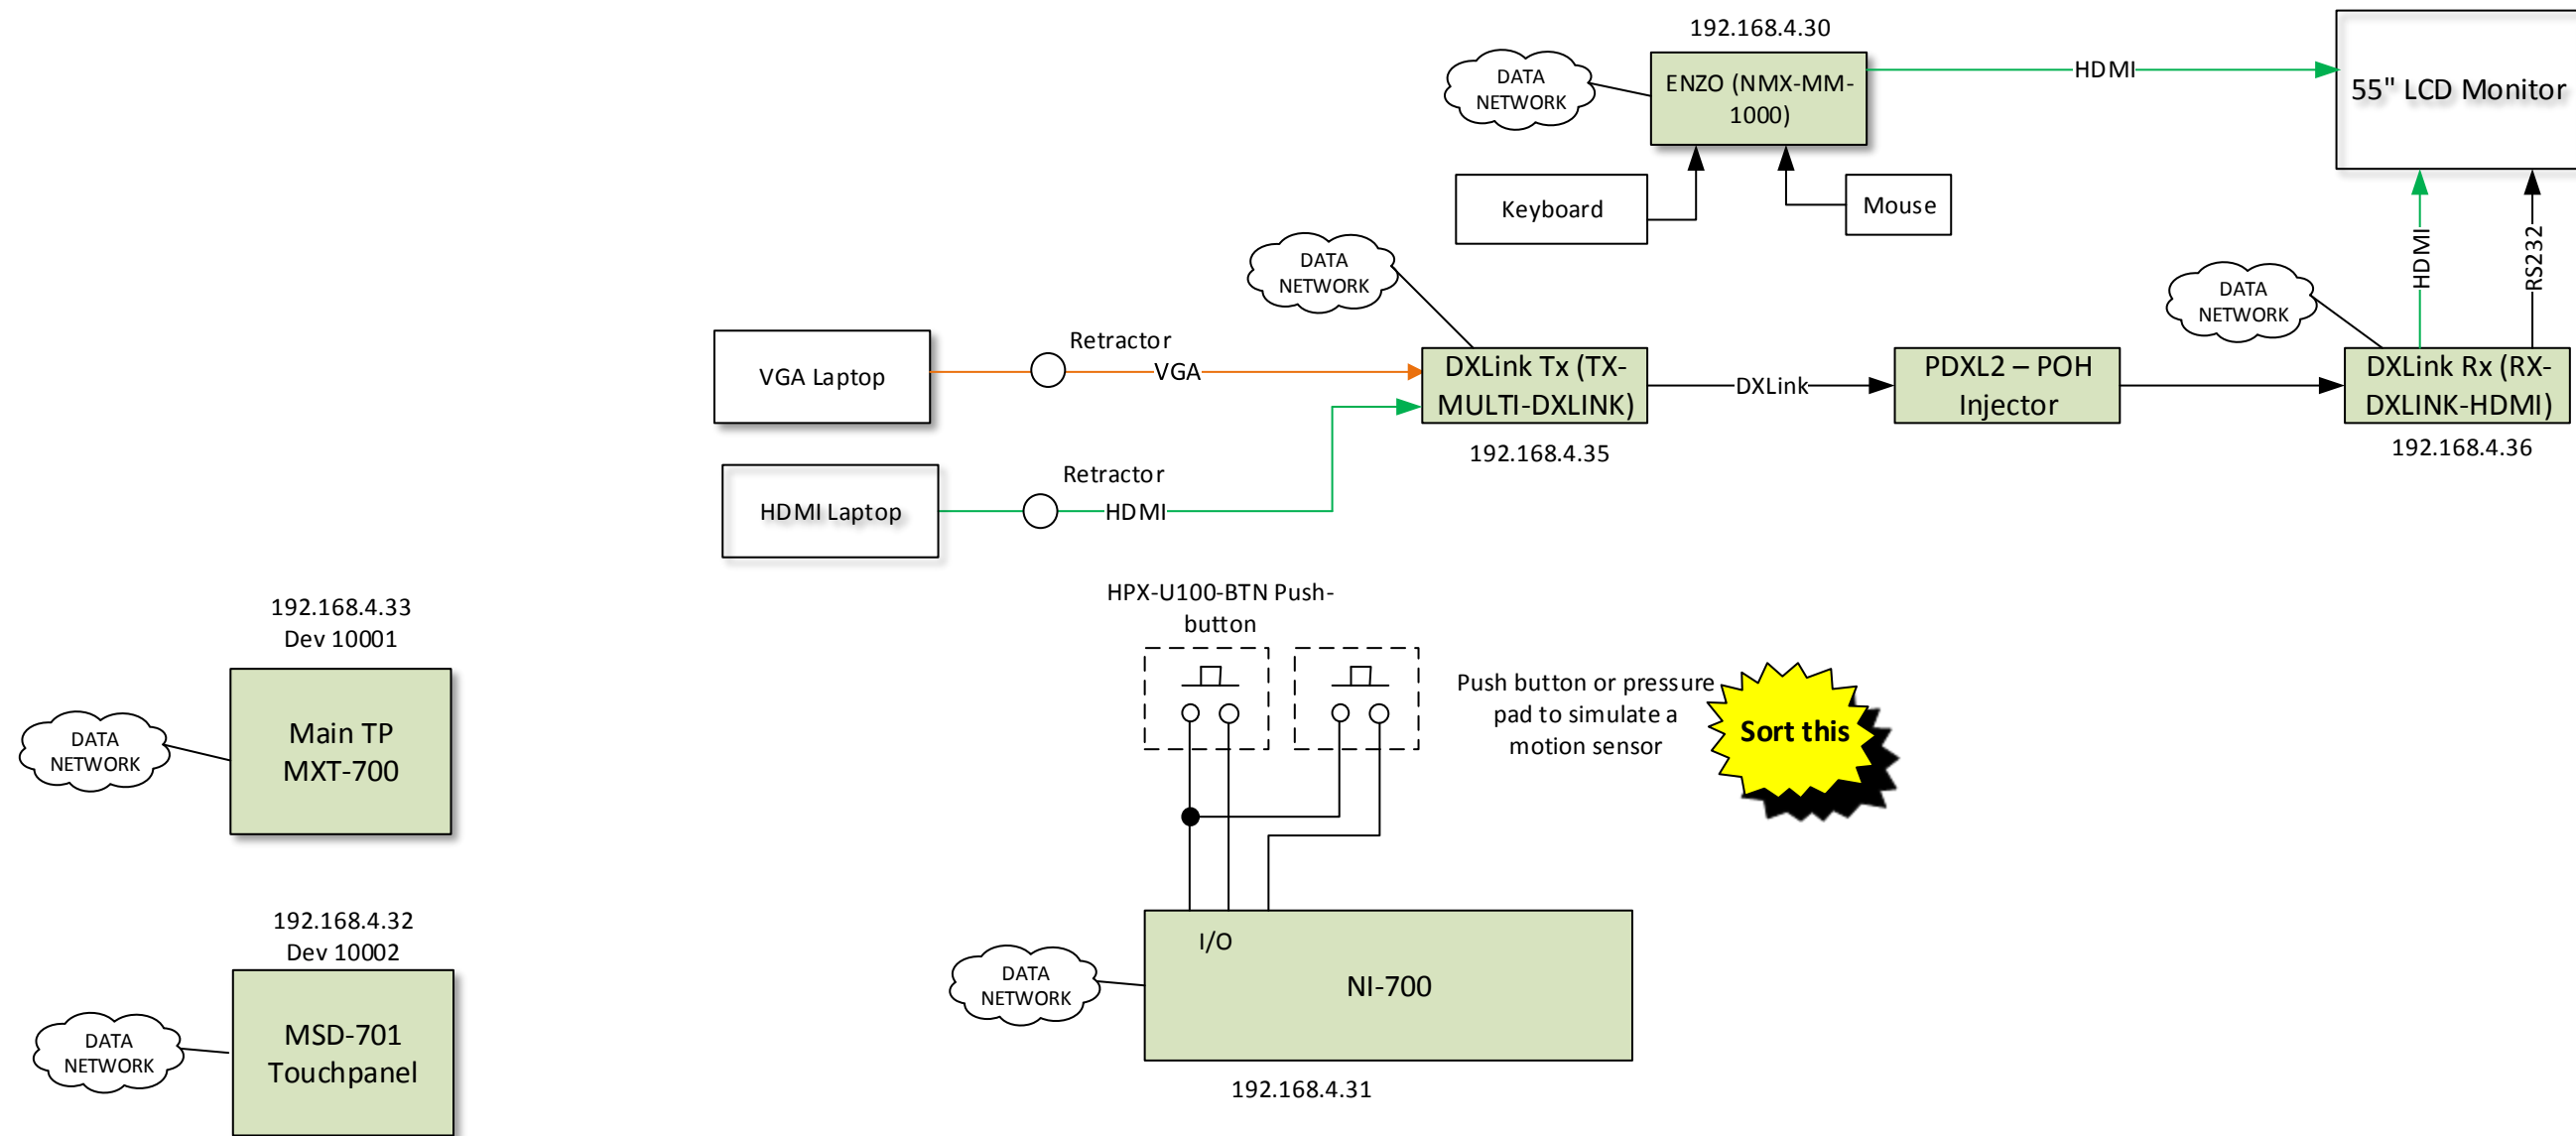 192.168.4.30
DATA
NETWORK
ENZO (NMX-MM-
1000)
HDMI
55" LCD Monitor
Keyboard
Mouse
DATA
NETWORK
HDMI
RS232
DATA
NETWORK
VGA Laptop
Retractor
VGA
DXLink Tx (TX-
MULTI-DXLINK)
192.168.4.35
DXLink
PDXL2 – POH
Injector
DXLink Rx (RX-
DXLINK-HDMI)
192.168.4.36
HDMI Laptop
Retractor
HDMI
192.168.4.33
Dev 10001
DATA
NETWORK
Main TP
MXT-700
HPX-U100-BTN Push-
button
Push button or pressure
pad to simulate a
motion sensor
Sort this
192.168.4.32
Dev 10002
DATA
NETWORK
MSD-701
Touchpanel
DATA
NETWORK
I/O
NI-700
192.168.4.31